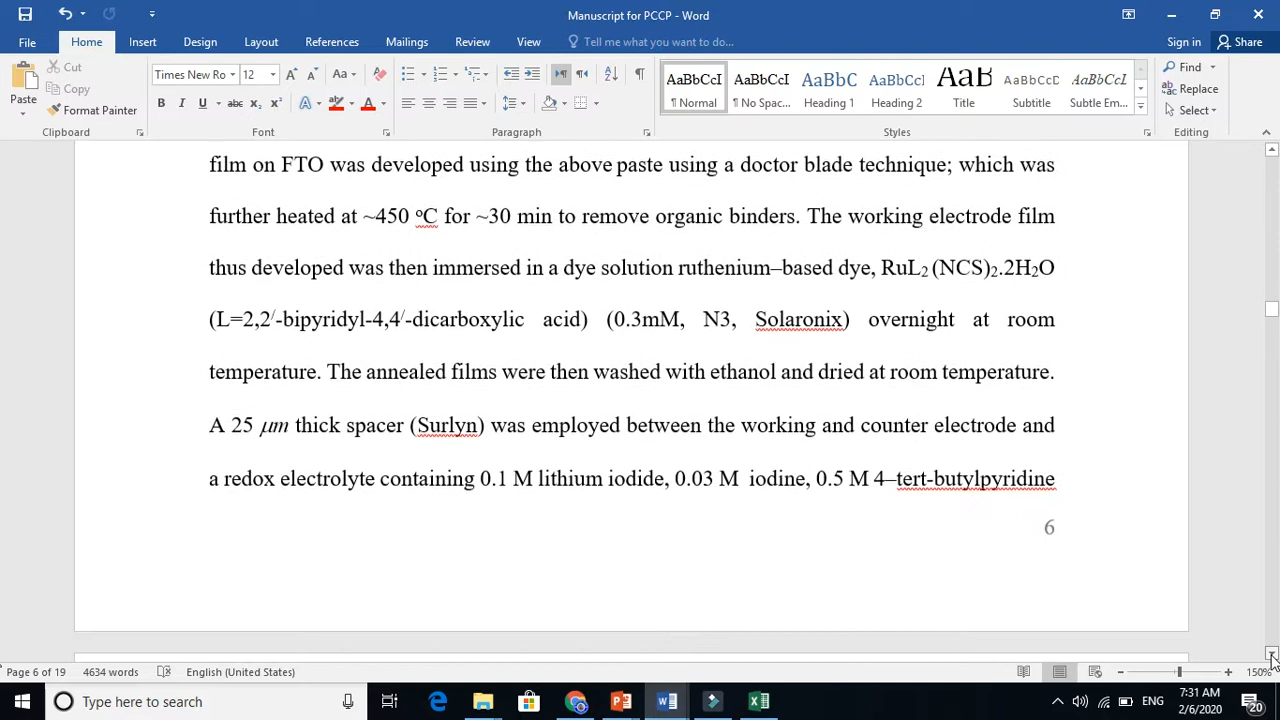 Manuscript for PCCP - Word
File Home Insert Design Layout References Mailings Review View Tell me what you want to do... Sign in Share
Paste Cut Copy Format Painter
Times New Ro 12
AaBbCcI AaBbCcI AaBbC AaBbCcI AaB AaBbCcD AaBbCcI
¶ Normal ¶ No Spac... Heading 1 Heading 2 Title Subtitle Subtle Em...
Find Replace Select
Clipboard Font Paragraph Styles Editing
film on FTO was developed using the above paste using a doctor blade technique; which was
further heated at ~450 °C for ~30 min to remove organic binders. The working electrode film
thus developed was then immersed in a dye solution ruthenium–based dye, RuL₂ (NCS)₂.2H₂O
(L=2,2/-bipyridyl-4,4/-dicarboxylic acid) (0.3mM, N3, Solaronix) overnight at room
temperature. The annealed films were then washed with ethanol and dried at room temperature.
A 25 µm thick spacer (Surlyn) was employed between the working and counter electrode and
a redox electrolyte containing 0.1 M lithium iodide, 0.03 M iodine, 0.5 M 4–tert-butylpyridine
6
Page 6 of 19 4634 words English (United States) 150%
Type here to search
ENG 7:31 AM 2/6/2020 20